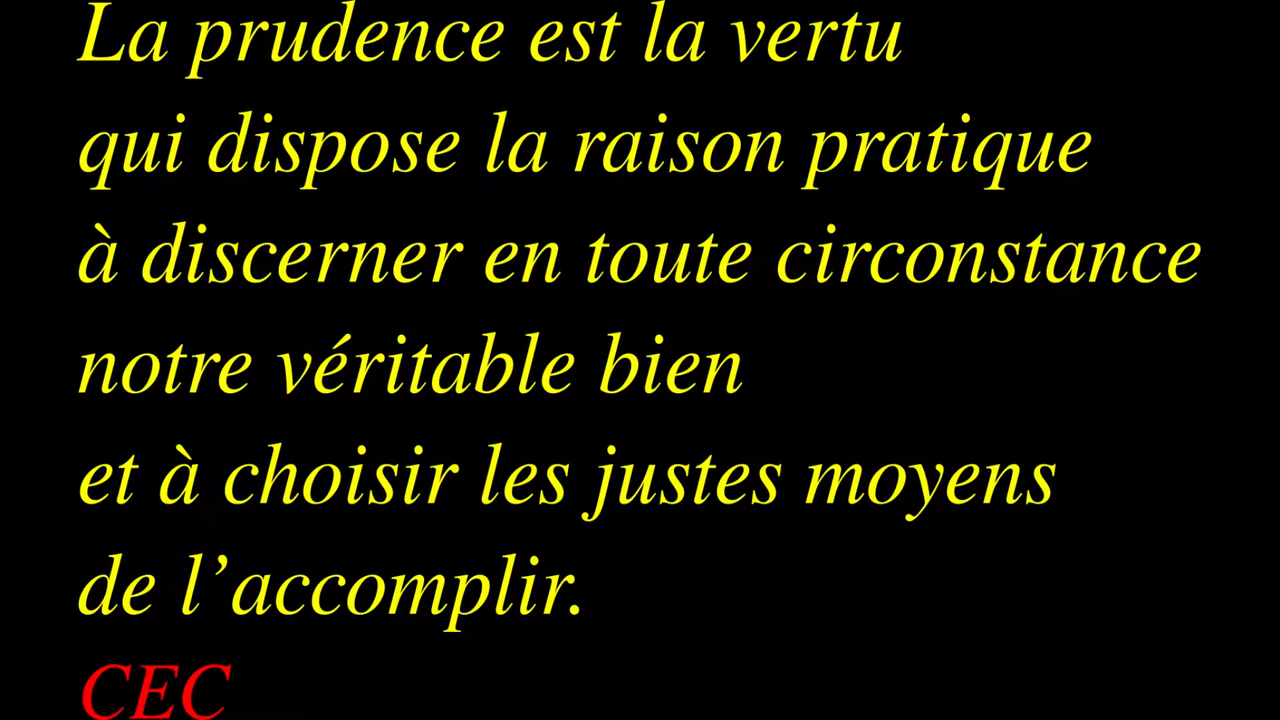 La prudence est la vertu
qui dispose la raison pratique
à discerner en toute circonstance
notre véritable bien
et à choisir les justes moyens
de l’accomplir.
CEC